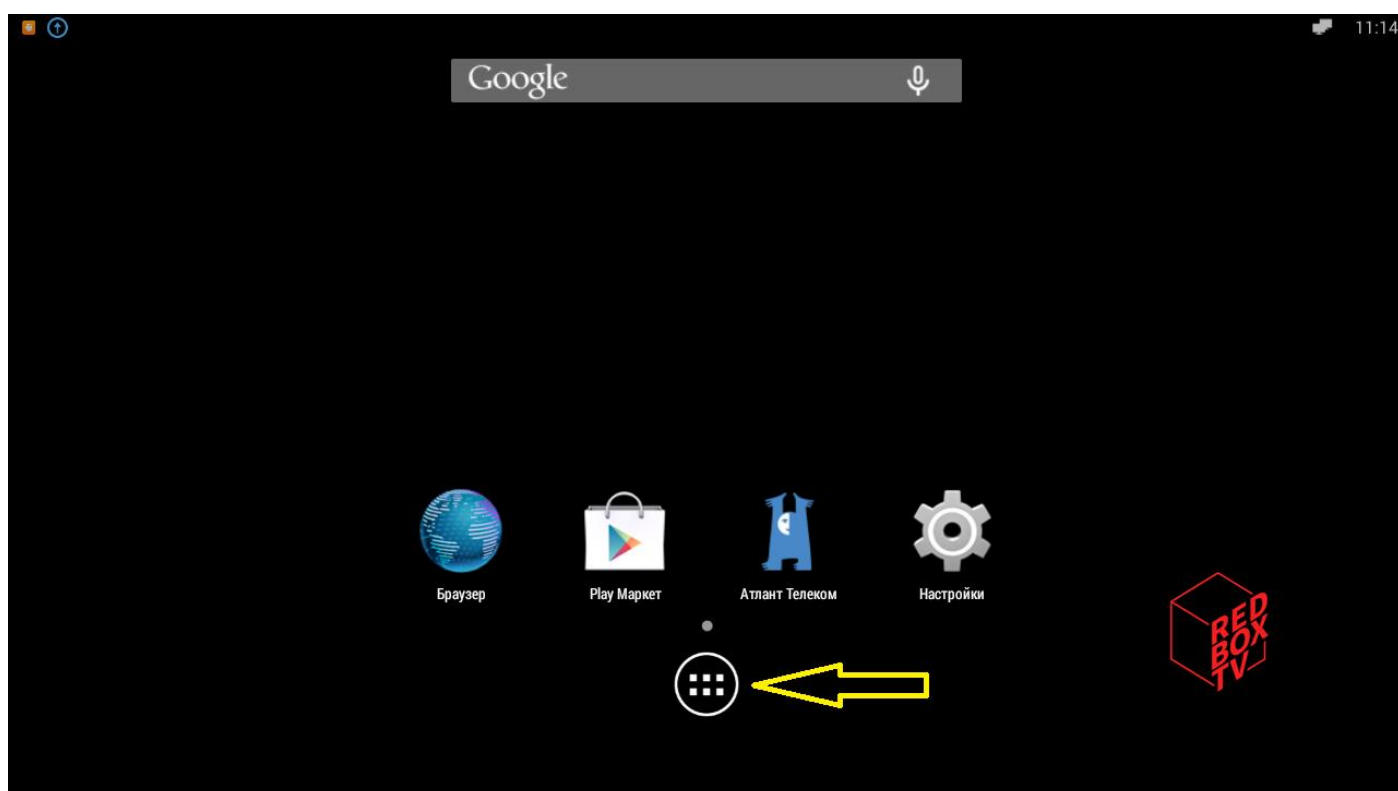 11:14
Google
Браузер
Play Маркет
Атлант Телеком
Настройки
RED
BOX
TV